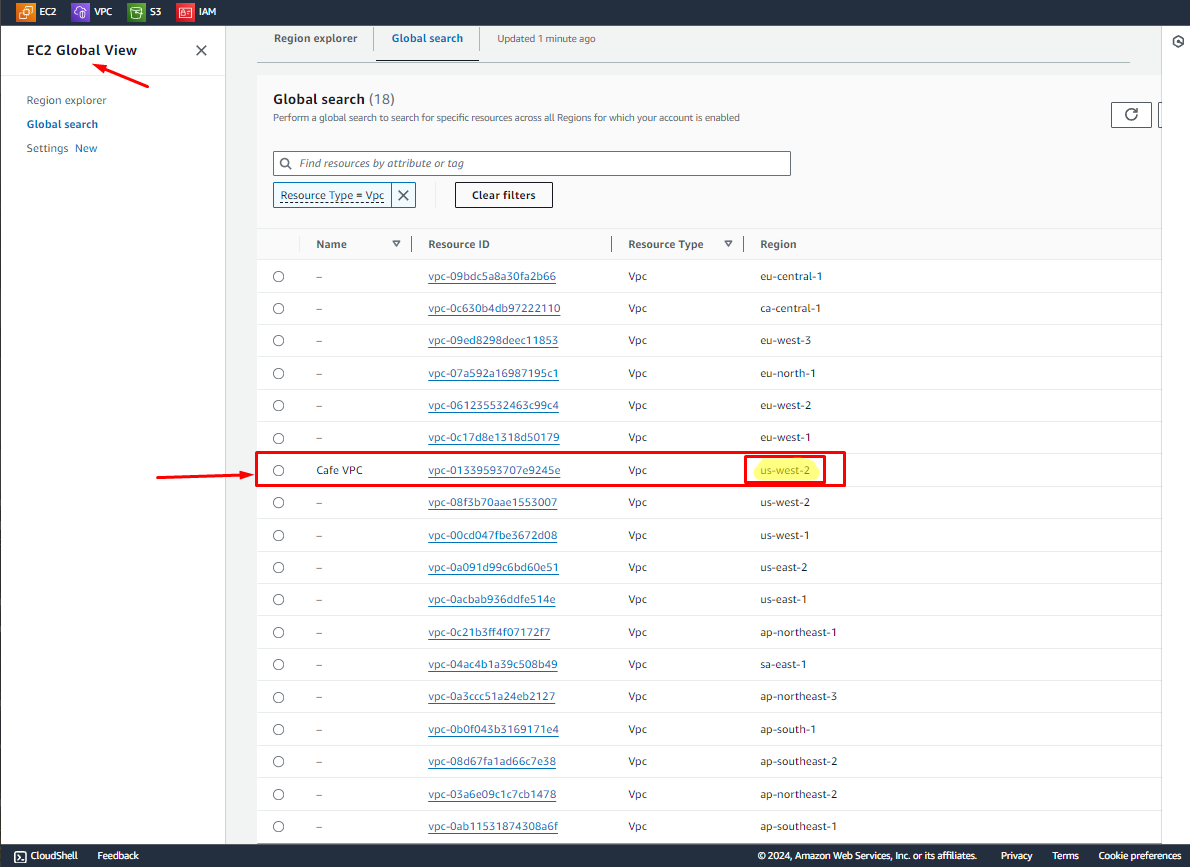 EC2 VPC S3 IAM
EC2 Global View
Region explorer
Global search
Settings New
Region explorer Global search Updated 1 minute ago
Global search (18)
Perform a global search to search for specific resources across all Regions for which your account is enabled
Find resources by attribute or tag
Resource Type = Vpc Clear filters
Name Resource ID Resource Type Region
– vpc-09bdc5a8a30fa2b66 Vpc eu-central-1
– vpc-0c630b4db97222110 Vpc ca-central-1
– vpc-09ed8298deec11853 Vpc eu-west-3
– vpc-07a592a16987195c1 Vpc eu-north-1
– vpc-061235532463c99c4 Vpc eu-west-2
– vpc-0c17d8e1318d50179 Vpc eu-west-1
Cafe VPC vpc-01339593707e9245e Vpc us-west-2
– vpc-08f3b70aae1553007 Vpc us-west-2
– vpc-00cd047fbe3672d08 Vpc us-west-1
– vpc-0a091d99c6bd60e51 Vpc us-east-2
– vpc-0acbab936ddfe514e Vpc us-east-1
– vpc-0c21b3ff4f07172f7 Vpc ap-northeast-1
– vpc-04ac4b1a39c508b49 Vpc sa-east-1
– vpc-0a3ccc51a24eb2127 Vpc ap-northeast-3
– vpc-0b0f043b3169171e4 Vpc ap-south-1
– vpc-08d67fa1ad66c7e38 Vpc ap-southeast-2
– vpc-03a6e09c1c7cb1478 Vpc ap-northeast-2
– vpc-0ab11531874308a6f Vpc ap-southeast-1
CloudShell Feedback © 2024, Amazon Web Services, Inc. or its affiliates. Privacy Terms Cookie preferences